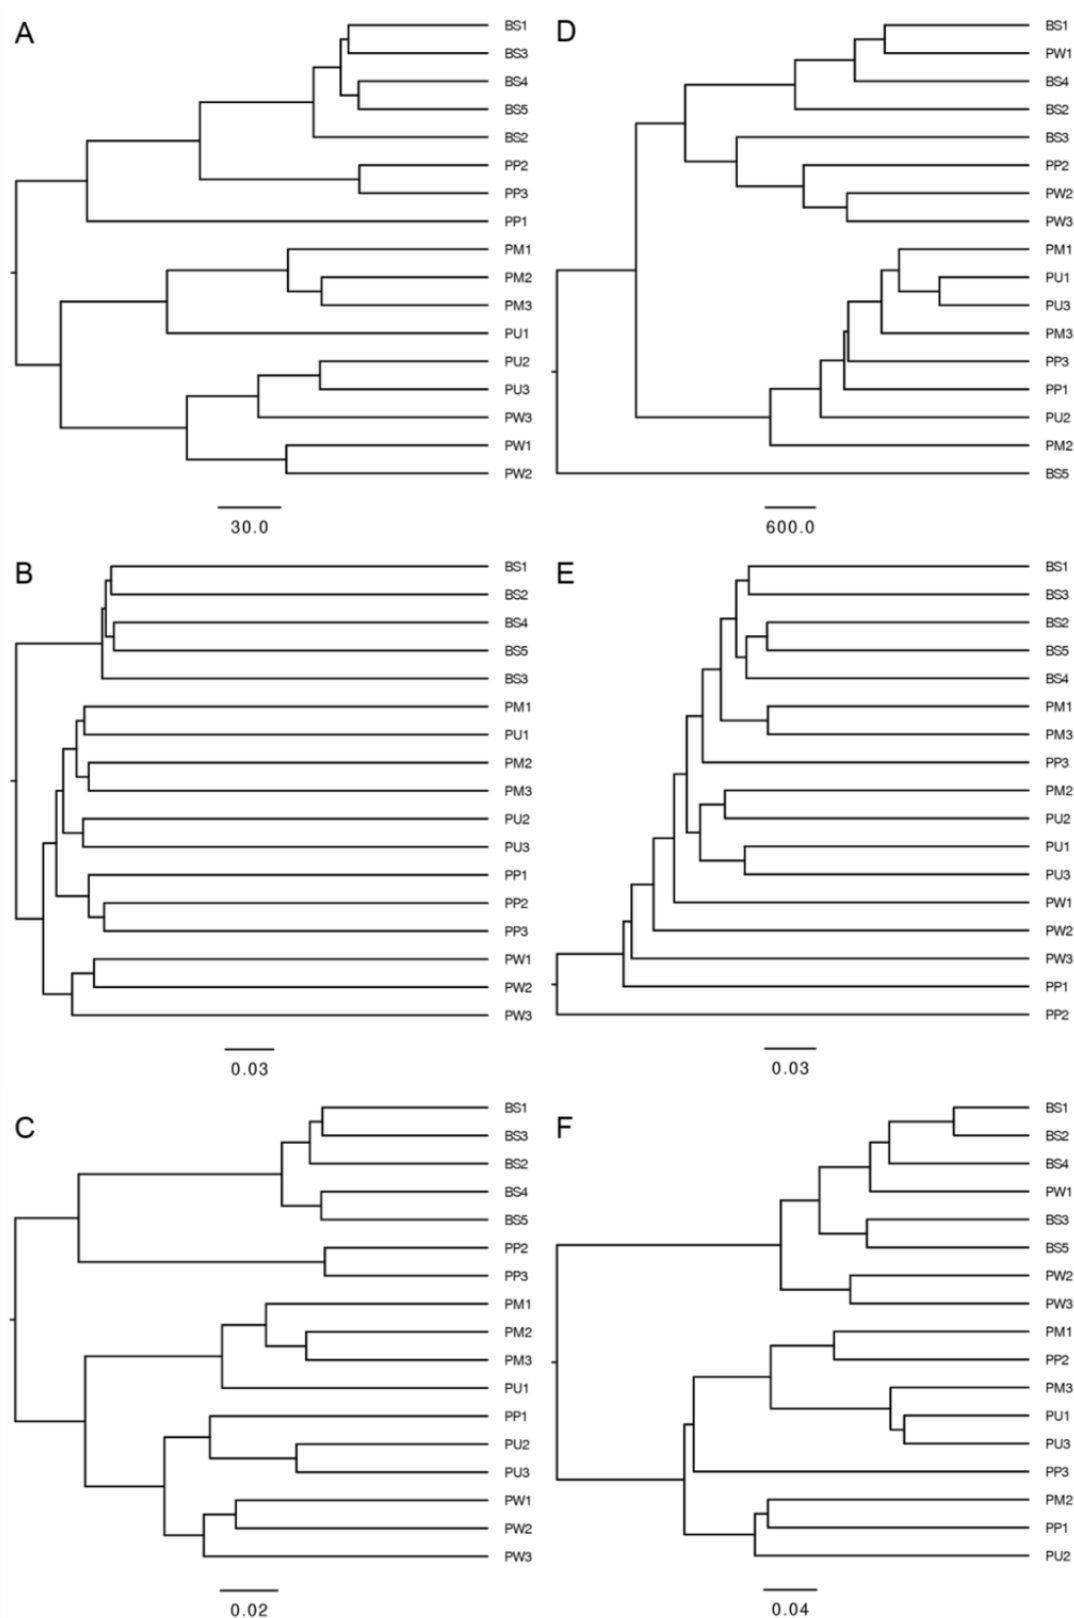 A
BS1
BS3
BS4
BS5
BS2
PP2
PP3
PP1
PM1
PM2
PM3
PU1
PU2
PU3
PW3
PW1
PW2
30.0
D
BS1
PW1
BS4
BS2
BS3
PP2
PW2
PW3
PM1
PU1
PU3
PM3
PP3
PP1
PU2
PM2
BS5
600.0
B
BS1
BS2
BS4
BS5
BS3
PM1
PU1
PM2
PM3
PU2
PU3
PP1
PP2
PP3
PW1
PW2
PW3
0.03
E
BS1
BS3
BS2
BS5
BS4
PM1
PM3
PP3
PM2
PU2
PU1
PU3
PW1
PW2
PW3
PP1
PP2
0.03
C
BS1
BS3
BS2
BS4
BS5
PP2
PP3
PM1
PM2
PM3
PU1
PP1
PU2
PU3
PW1
PW2
PW3
0.02
F
BS1
BS2
BS4
PW1
BS3
BS5
PW2
PW3
PM1
PP2
PM3
PU1
PU3
PP3
PM2
PP1
PU2
0.04